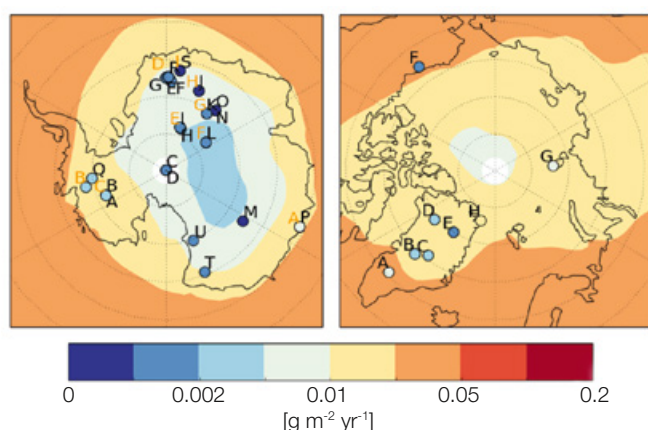 D S
G EF
H I
G K O
N
E I
H
F L
C
D
B Q
C B
A
M
A P
U
T
F
G
D H
E
B C
A
0 0.002 0.01 0.05 0.2
[g m⁻² yr⁻¹]